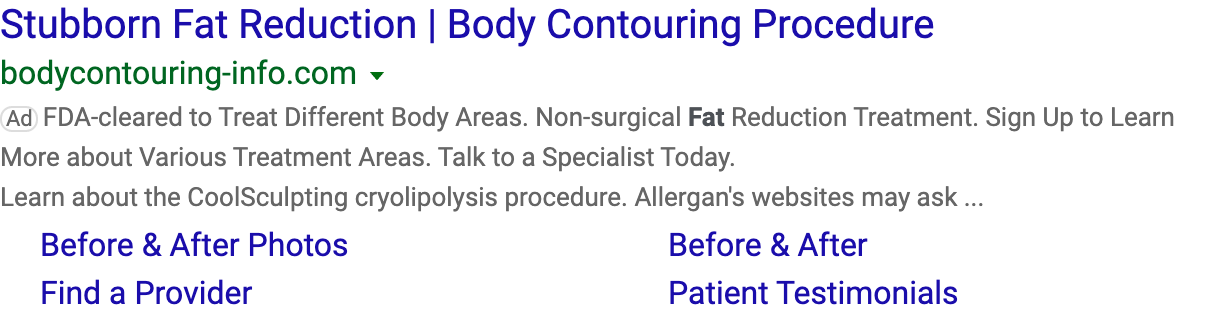 Stubborn Fat Reduction | Body Contouring Procedure
bodycontouring-info.com
Ad FDA-cleared to Treat Different Body Areas. Non-surgical Fat Reduction Treatment. Sign Up to Learn
More about Various Treatment Areas. Talk to a Specialist Today.
Learn about the CoolSculpting cryolipolysis procedure. Allergan's websites may ask ...
Before & After Photos
Before & After
Find a Provider
Patient Testimonials